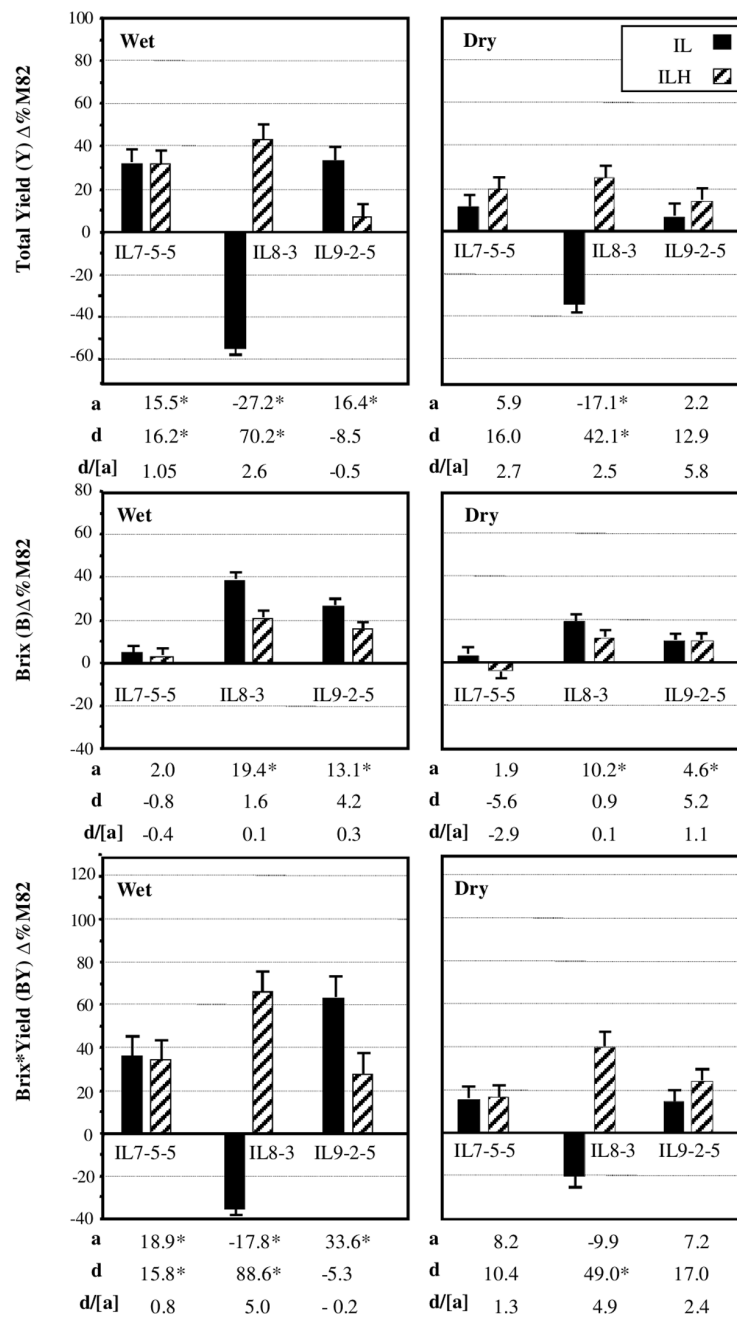 Total Yield (Y) Δ%M82
100
80
60
40
20
0
-20
-40
-60
Wet
IL7-5-5 IL8-3 IL9-2-5
Dry
IL
ILH
IL7-5-5 IL8-3 IL9-2-5
a 15.5* -27.2* 16.4* a 5.9 -17.1* 2.2
d 16.2* 70.2* -8.5 d 16.0 42.1* 12.9
d/[a] 1.05 2.6 -0.5 d/[a] 2.7 2.5 5.8
Brix (B)Δ%M82
80
60
40
20
0
-20
-40
Wet
IL7-5-5 IL8-3 IL9-2-5
Dry
IL7-5-5 IL8-3 IL9-2-5
a 2.0 19.4* 13.1* a 1.9 10.2* 4.6*
d -0.8 1.6 4.2 d -5.6 0.9 5.2
d/[a] -0.4 0.1 0.3 d/[a] -2.9 0.1 1.1
Brix*Yield (BY) Δ%M82
120
100
80
60
40
20
0
-20
-40
Wet
IL7-5-5 IL8-3 IL9-2-5
Dry
IL7-5-5 IL8-3 IL9-2-5
a 18.9* -17.8* 33.6* a 8.2 -9.9 7.2
d 15.8* 88.6* -5.3 d 10.4 49.0* 17.0
d/[a] 0.8 5.0 - 0.2 d/[a] 1.3 4.9 2.4